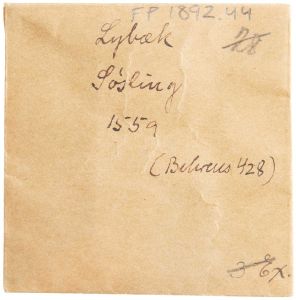 FP 1892.44
Lybæk
Søsling
1559
(Behrens 428)
3 Ex.